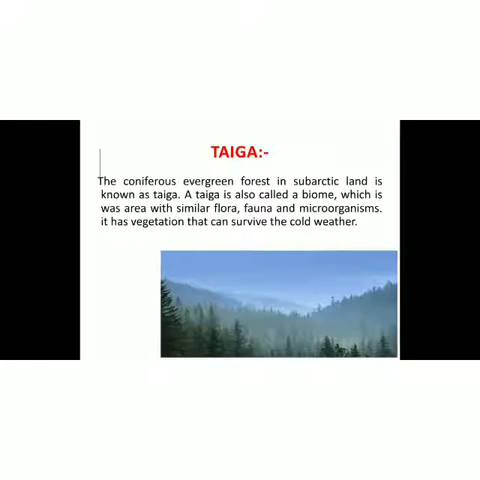 TAIGA:-
The coniferous evergreen forest in subarctic land is
known as taiga. A taiga is also called a biome, which is
was area with similar flora, fauna and microorganisms.
it has vegetation that can survive the cold weather.